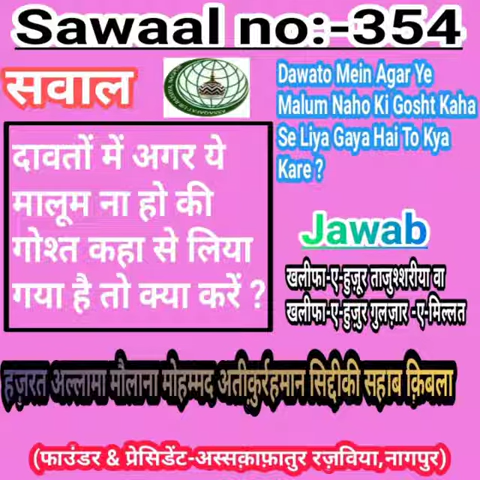 Sawaal no:-354
सवाल
Dawato Mein Agar Ye
Malum Naho Ki Gosht Kaha
Se Liya Gaya Hai To Kya
Kare ?
दावतों में अगर ये
मालूम ना हो की
गोश्त कहा से लिया
गया है तो क्या करें ?
Jawab
खलीफा-ए-हुज़ूर ताजुश्शरीया वा
खलीफा-ए-हुज़ुर गुलज़ार -ए-मिल्लत
हज़रत अल्लामा मौलाना मोहम्मद अतीक़ुर्रहमान सिद्दीकी सहाब क़िबला
(फाउंडर & प्रेसिडेंट-अस्सक़ाफ़ातुर रज़विया,नागपुर)